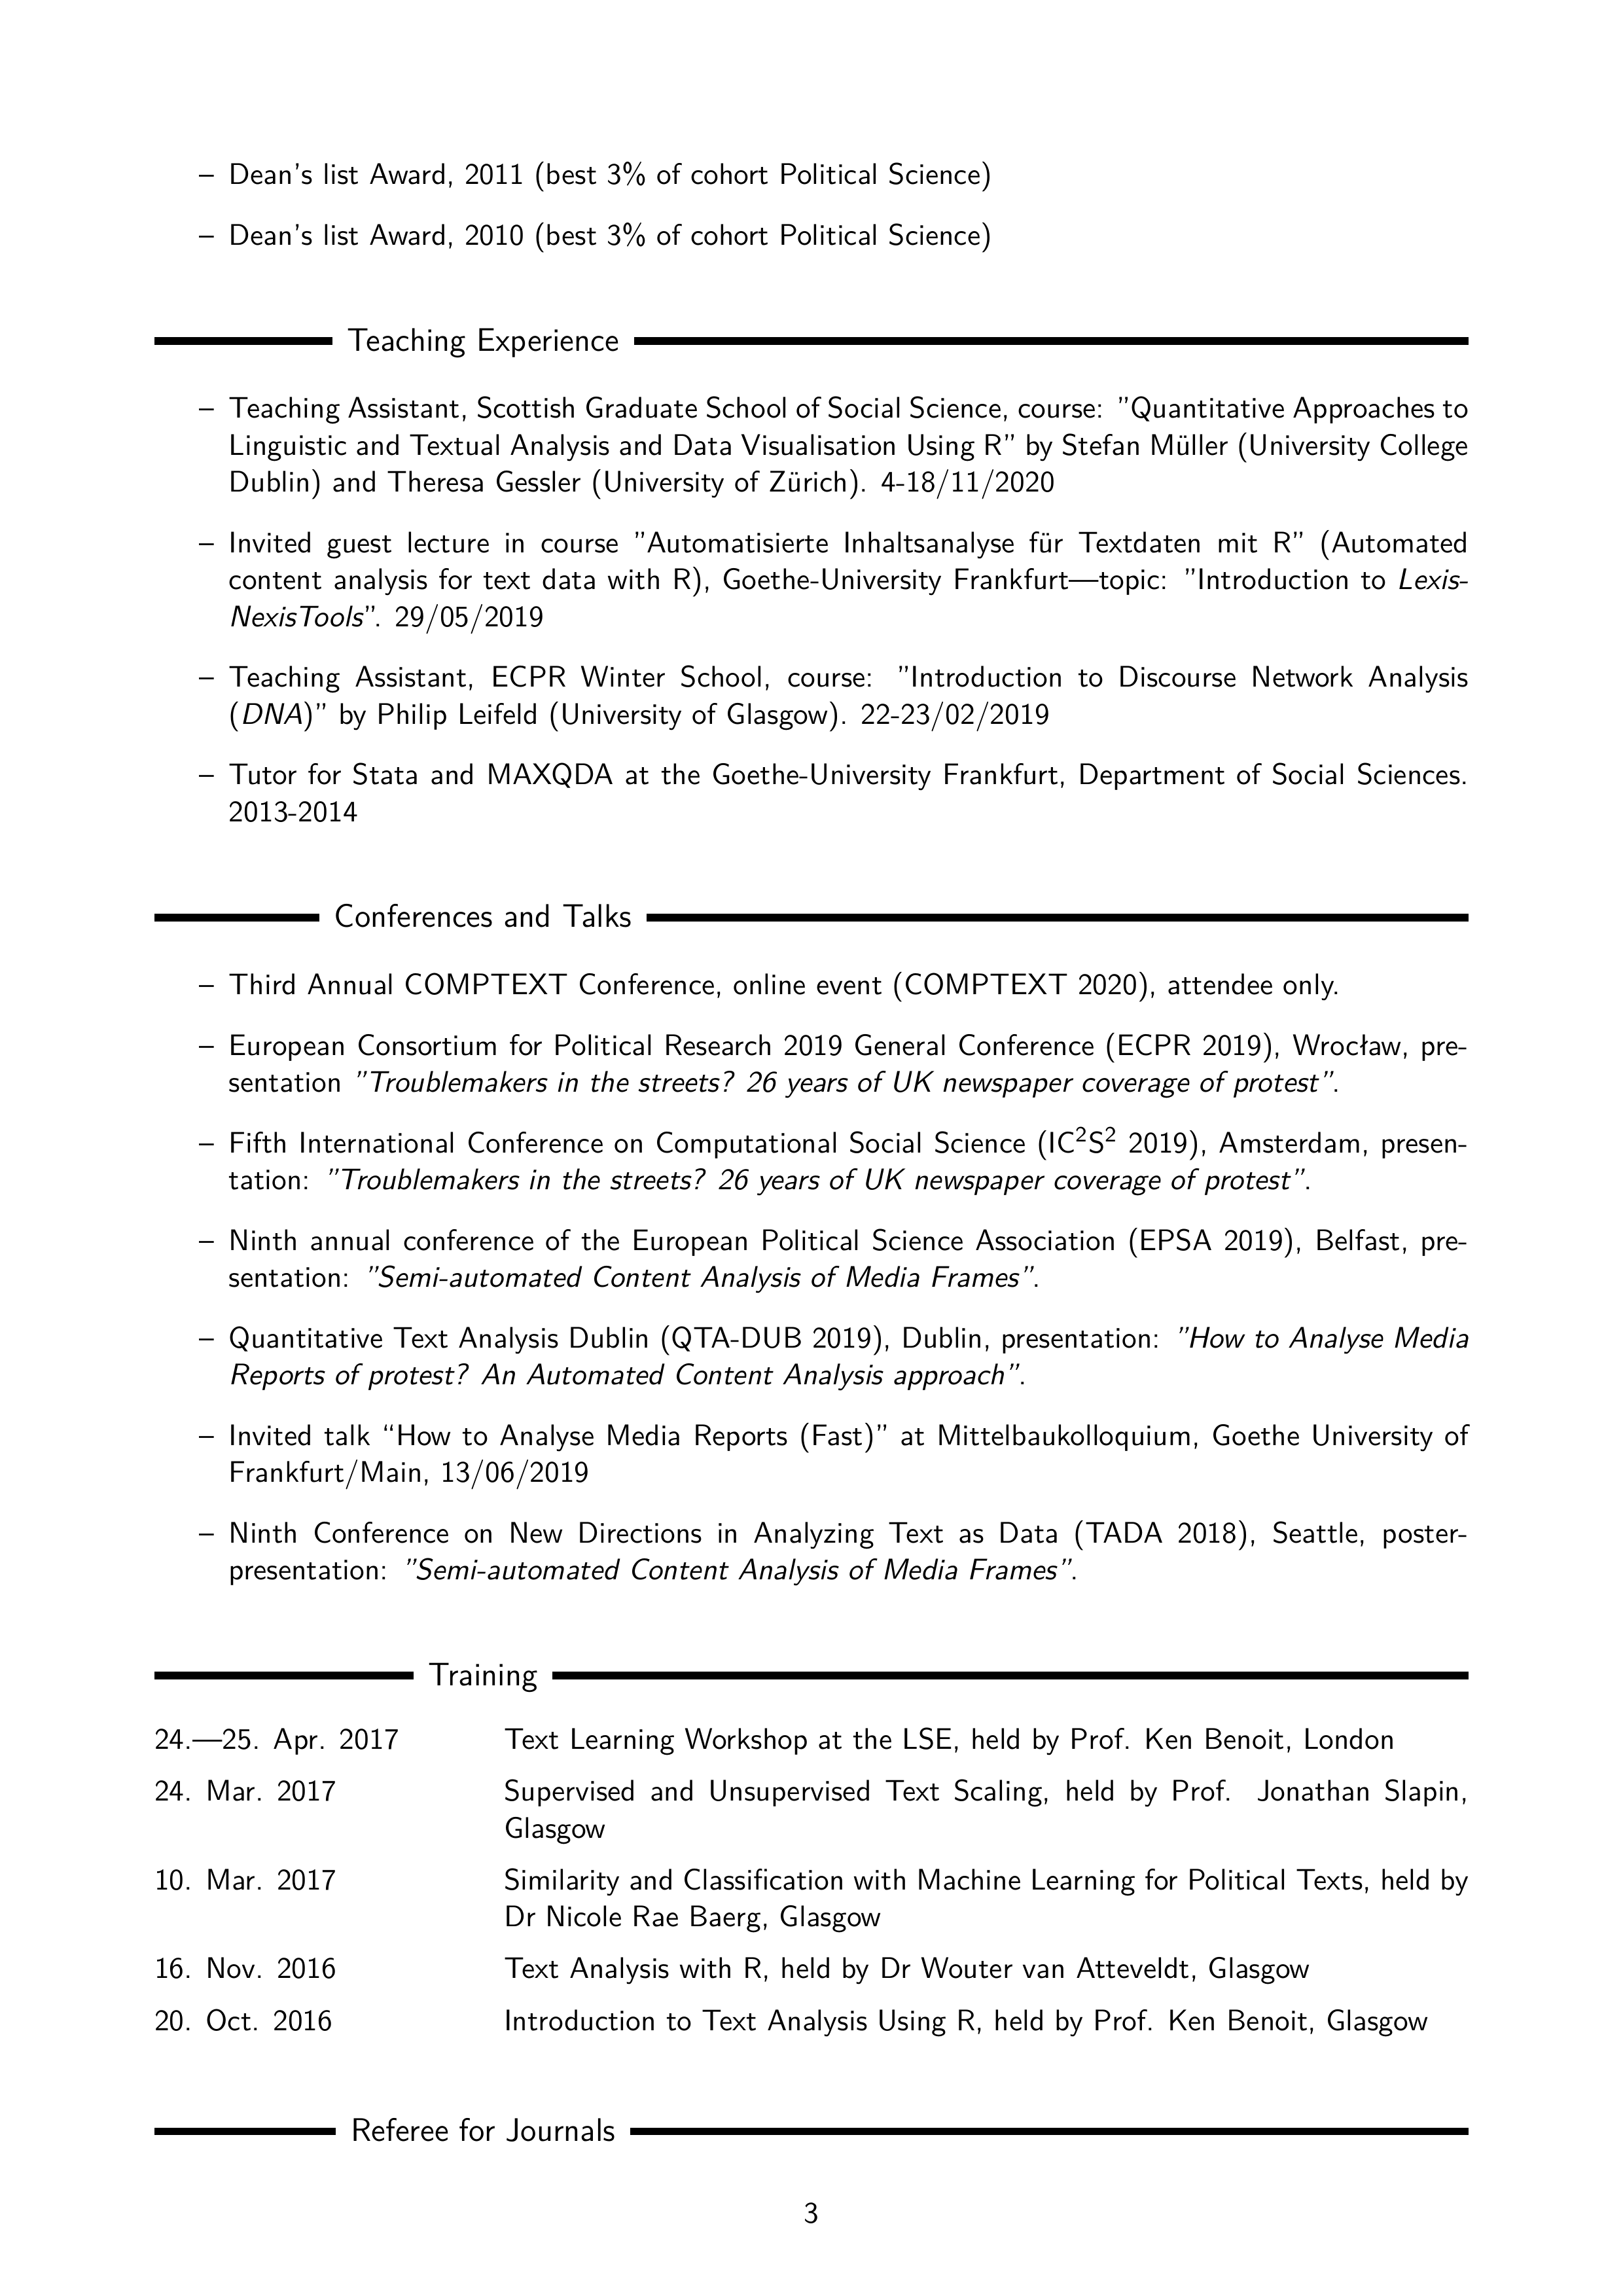 – Dean's list Award, 2011 (best 3% of cohort Political Science)
– Dean's list Award, 2010 (best 3% of cohort Political Science)
Teaching Experience
– Teaching Assistant, Scottish Graduate School of Social Science, course: ”Quantitative Approaches to
Linguistic and Textual Analysis and Data Visualisation Using R” by Stefan Müller (University College
Dublin) and Theresa Gessler (University of Zürich). 4-18/11/2020
– Invited guest lecture in course ”Automatisierte Inhaltsanalyse für Textdaten mit R” (Automated
content analysis for text data with R), Goethe-University Frankfurt—topic: ”Introduction to Lexis-
NexisTools”. 29/05/2019
– Teaching Assistant, ECPR Winter School, course: ”Introduction to Discourse Network Analysis
(DNA)” by Philip Leifeld (University of Glasgow). 22-23/02/2019
– Tutor for Stata and MAXQDA at the Goethe-University Frankfurt, Department of Social Sciences.
2013-2014
Conferences and Talks
– Third Annual COMPTEXT Conference, online event (COMPTEXT 2020), attendee only.
– European Consortium for Political Research 2019 General Conference (ECPR 2019), Wrocław, pre-
sentation ”Troublemakers in the streets? 26 years of UK newspaper coverage of protest”.
– Fifth International Conference on Computational Social Science (IC²S² 2019), Amsterdam, presen-
tation: ”Troublemakers in the streets? 26 years of UK newspaper coverage of protest”.
– Ninth annual conference of the European Political Science Association (EPSA 2019), Belfast, pre-
sentation: ”Semi-automated Content Analysis of Media Frames”.
– Quantitative Text Analysis Dublin (QTA-DUB 2019), Dublin, presentation: ”How to Analyse Media
Reports of protest? An Automated Content Analysis approach”.
– Invited talk “How to Analyse Media Reports (Fast)” at Mittelbaukolloquium, Goethe University of
Frankfurt/Main, 13/06/2019
– Ninth Conference on New Directions in Analyzing Text as Data (TADA 2018), Seattle, poster-
presentation: ”Semi-automated Content Analysis of Media Frames”.
Training
24.—25. Apr. 2017 Text Learning Workshop at the LSE, held by Prof. Ken Benoit, London
24. Mar. 2017 Supervised and Unsupervised Text Scaling, held by Prof. Jonathan Slapin,
Glasgow
10. Mar. 2017 Similarity and Classification with Machine Learning for Political Texts, held by
Dr Nicole Rae Baerg, Glasgow
16. Nov. 2016 Text Analysis with R, held by Dr Wouter van Atteveldt, Glasgow
20. Oct. 2016 Introduction to Text Analysis Using R, held by Prof. Ken Benoit, Glasgow
Referee for Journals
3